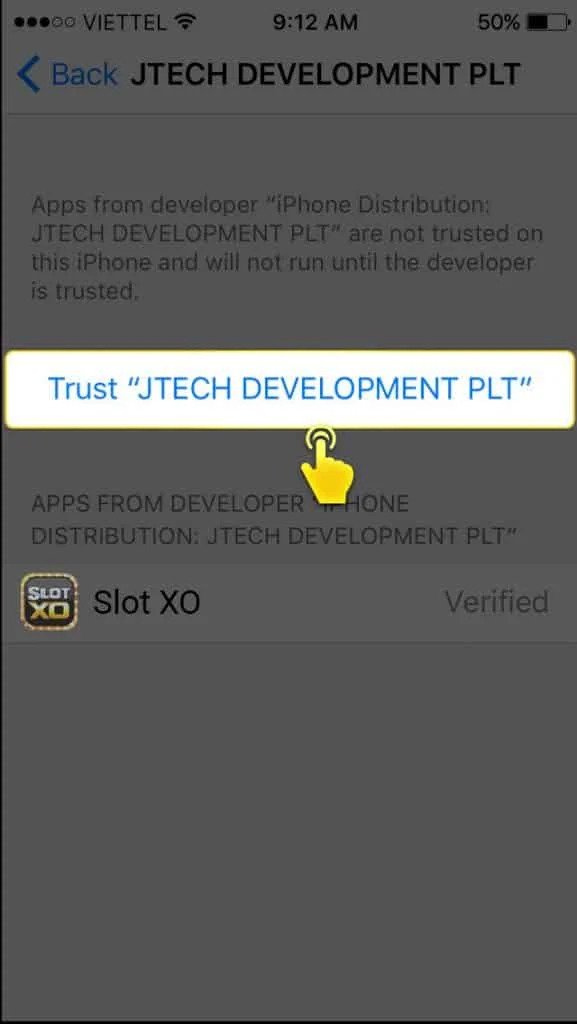 VIETTEL 9:12 AM 50%
Back JTECH DEVELOPMENT PLT
Apps from developer “iPhone Distribution:
JTECH DEVELOPMENT PLT” are not trusted on
this iPhone and will not run until the developer
is trusted.
Trust “JTECH DEVELOPMENT PLT”
APPS FROM DEVELOPER “IPHONE
DISTRIBUTION: JTECH DEVELOPMENT PLT”
SLOT
XO
Slot XO Verified